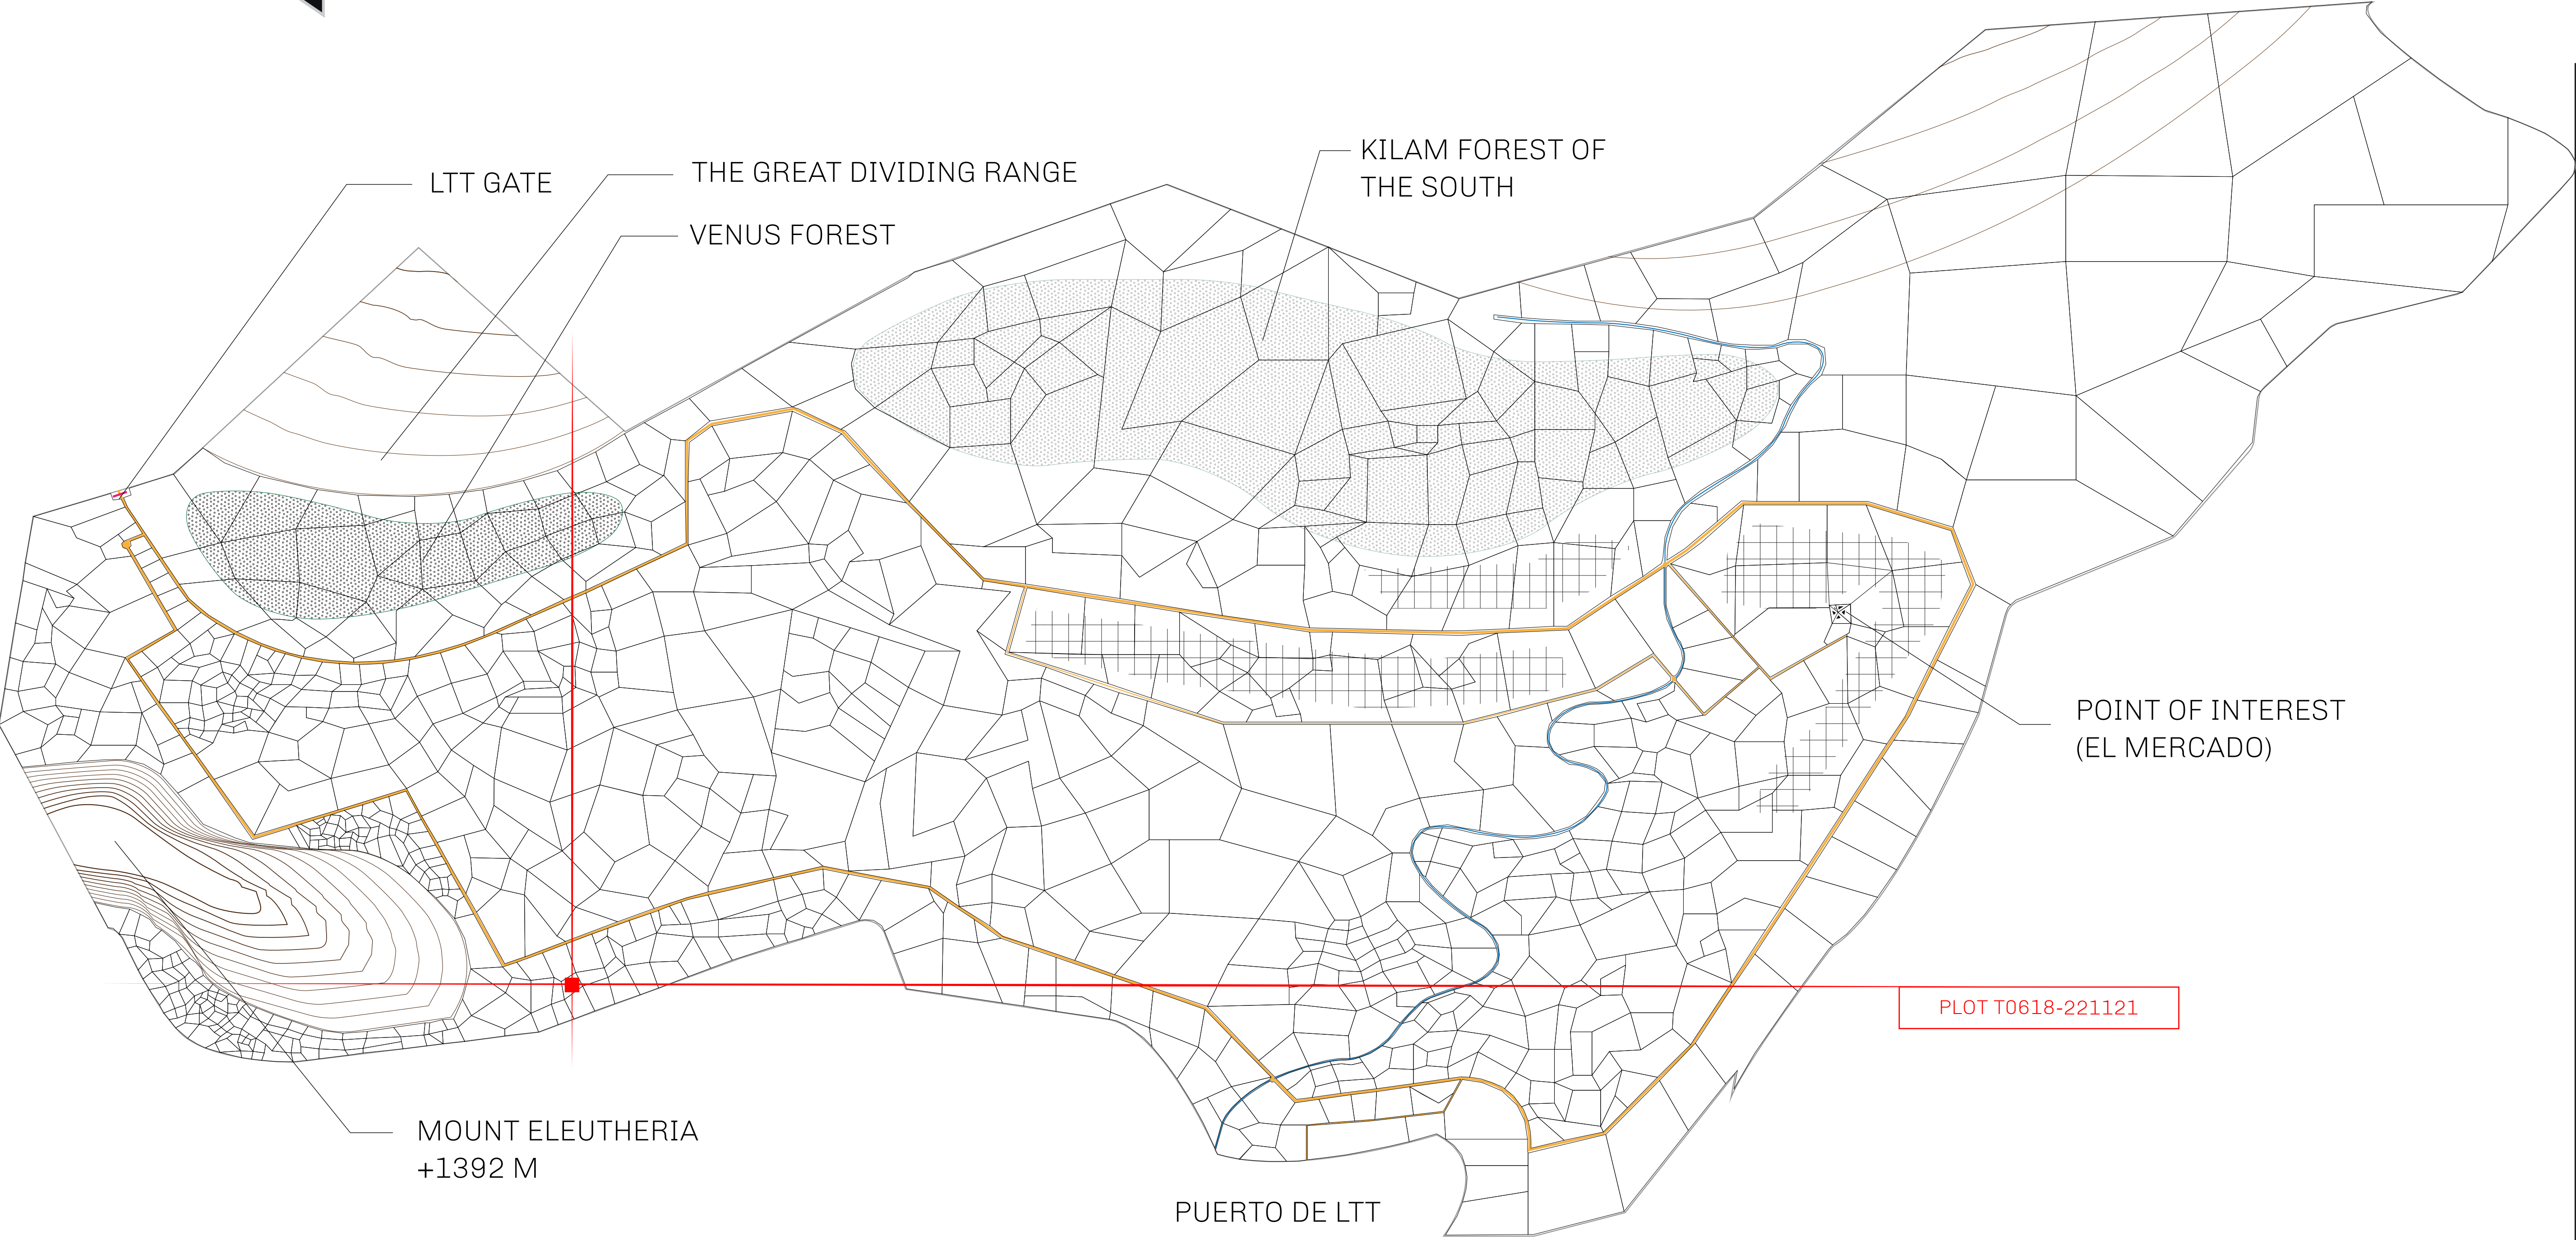 KILAM FOREST OF
THE SOUTH
THE GREAT DIVIDING RANGE
LTT GATE
VENUS FOREST
POINT OF INTEREST
(EL MERCADO)
PLOT T0618-221121
MOUNT ELEUTHERIA
+1392 M
PUERTO DE LTT